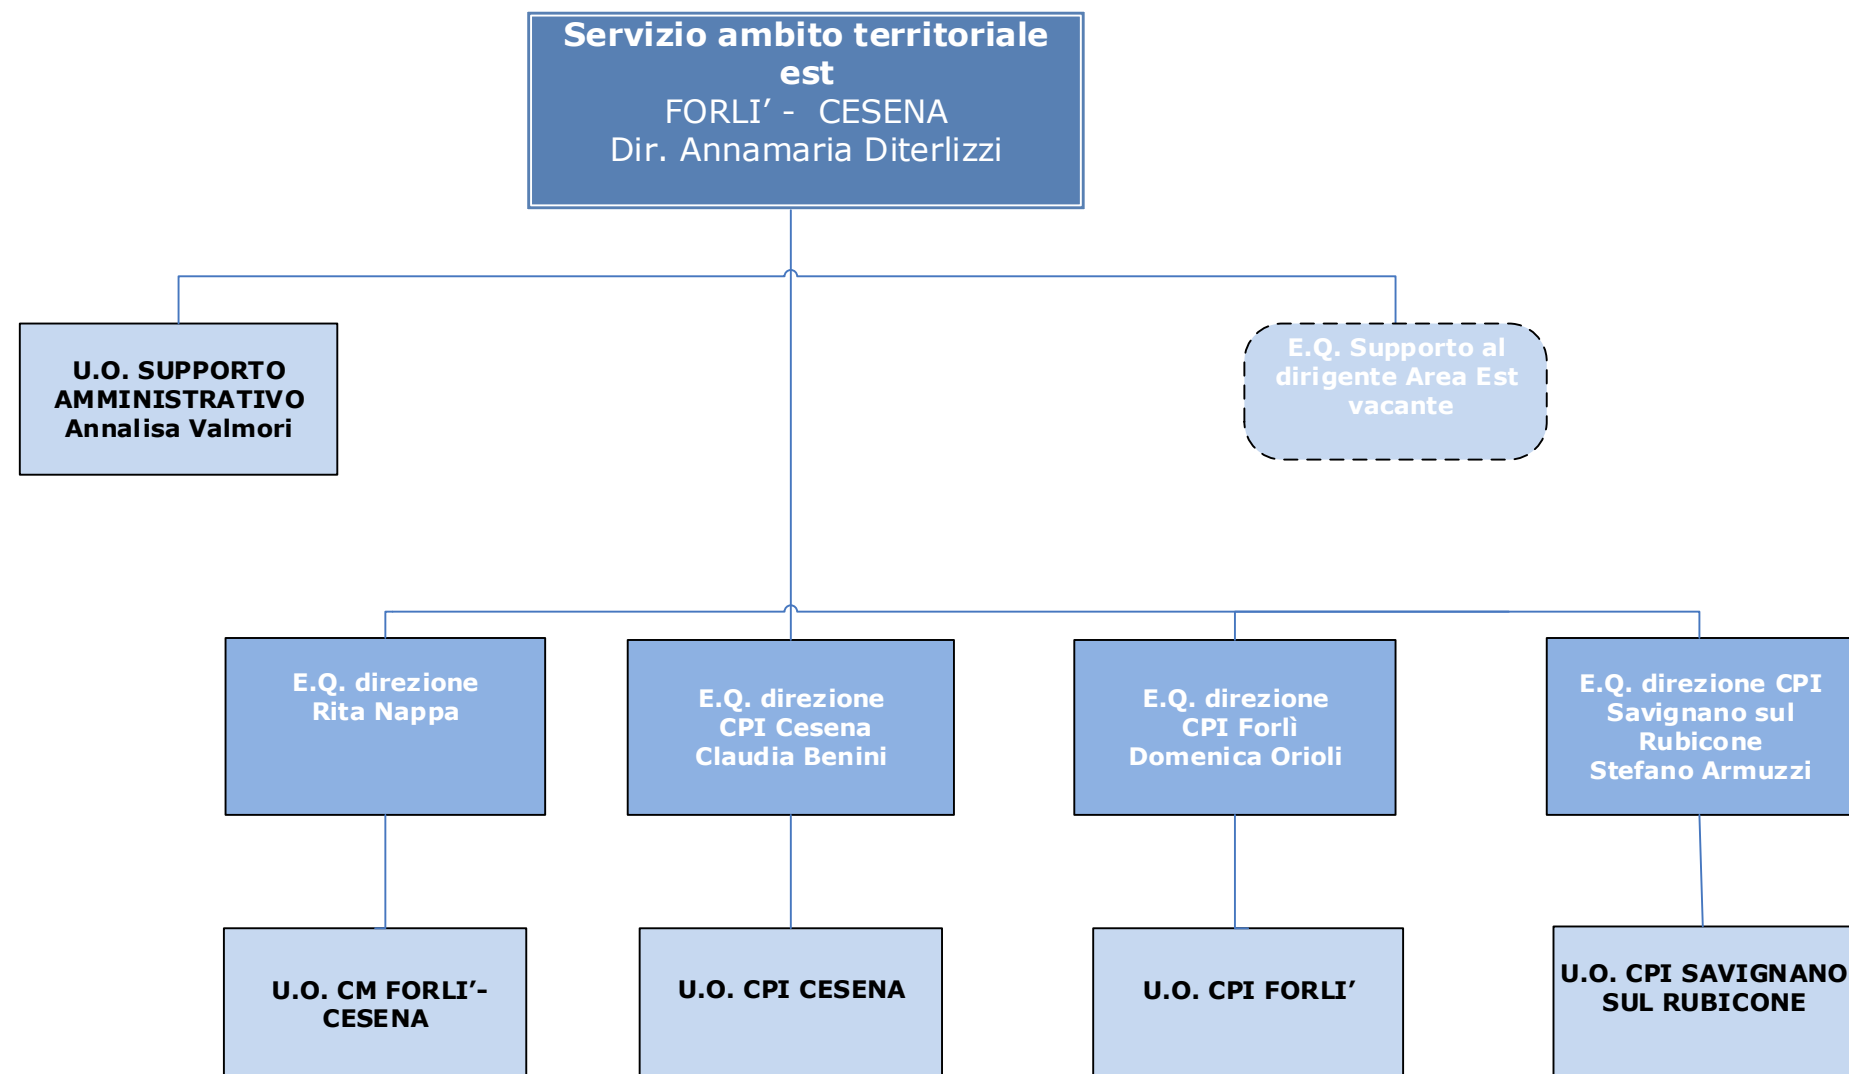 Servizio ambito territoriale
est
FORLI’ - CESENA
Dir. Annamaria Diterlizzi
U.O. SUPPORTO
AMMINISTRATIVO
Annalisa Valmori
E.Q. Supporto al
dirigente Area Est
vacante
E.Q. direzione
Rita Nappa
E.Q. direzione
CPI Cesena
Claudia Benini
E.Q. direzione
CPI Forlì
Domenica Orioli
E.Q. direzione CPI
Savignano sul
Rubicone
Stefano Armuzzi
U.O. CM FORLI’-
CESENA
U.O. CPI CESENA
U.O. CPI FORLI’
U.O. CPI SAVIGNANO
SUL RUBICONE